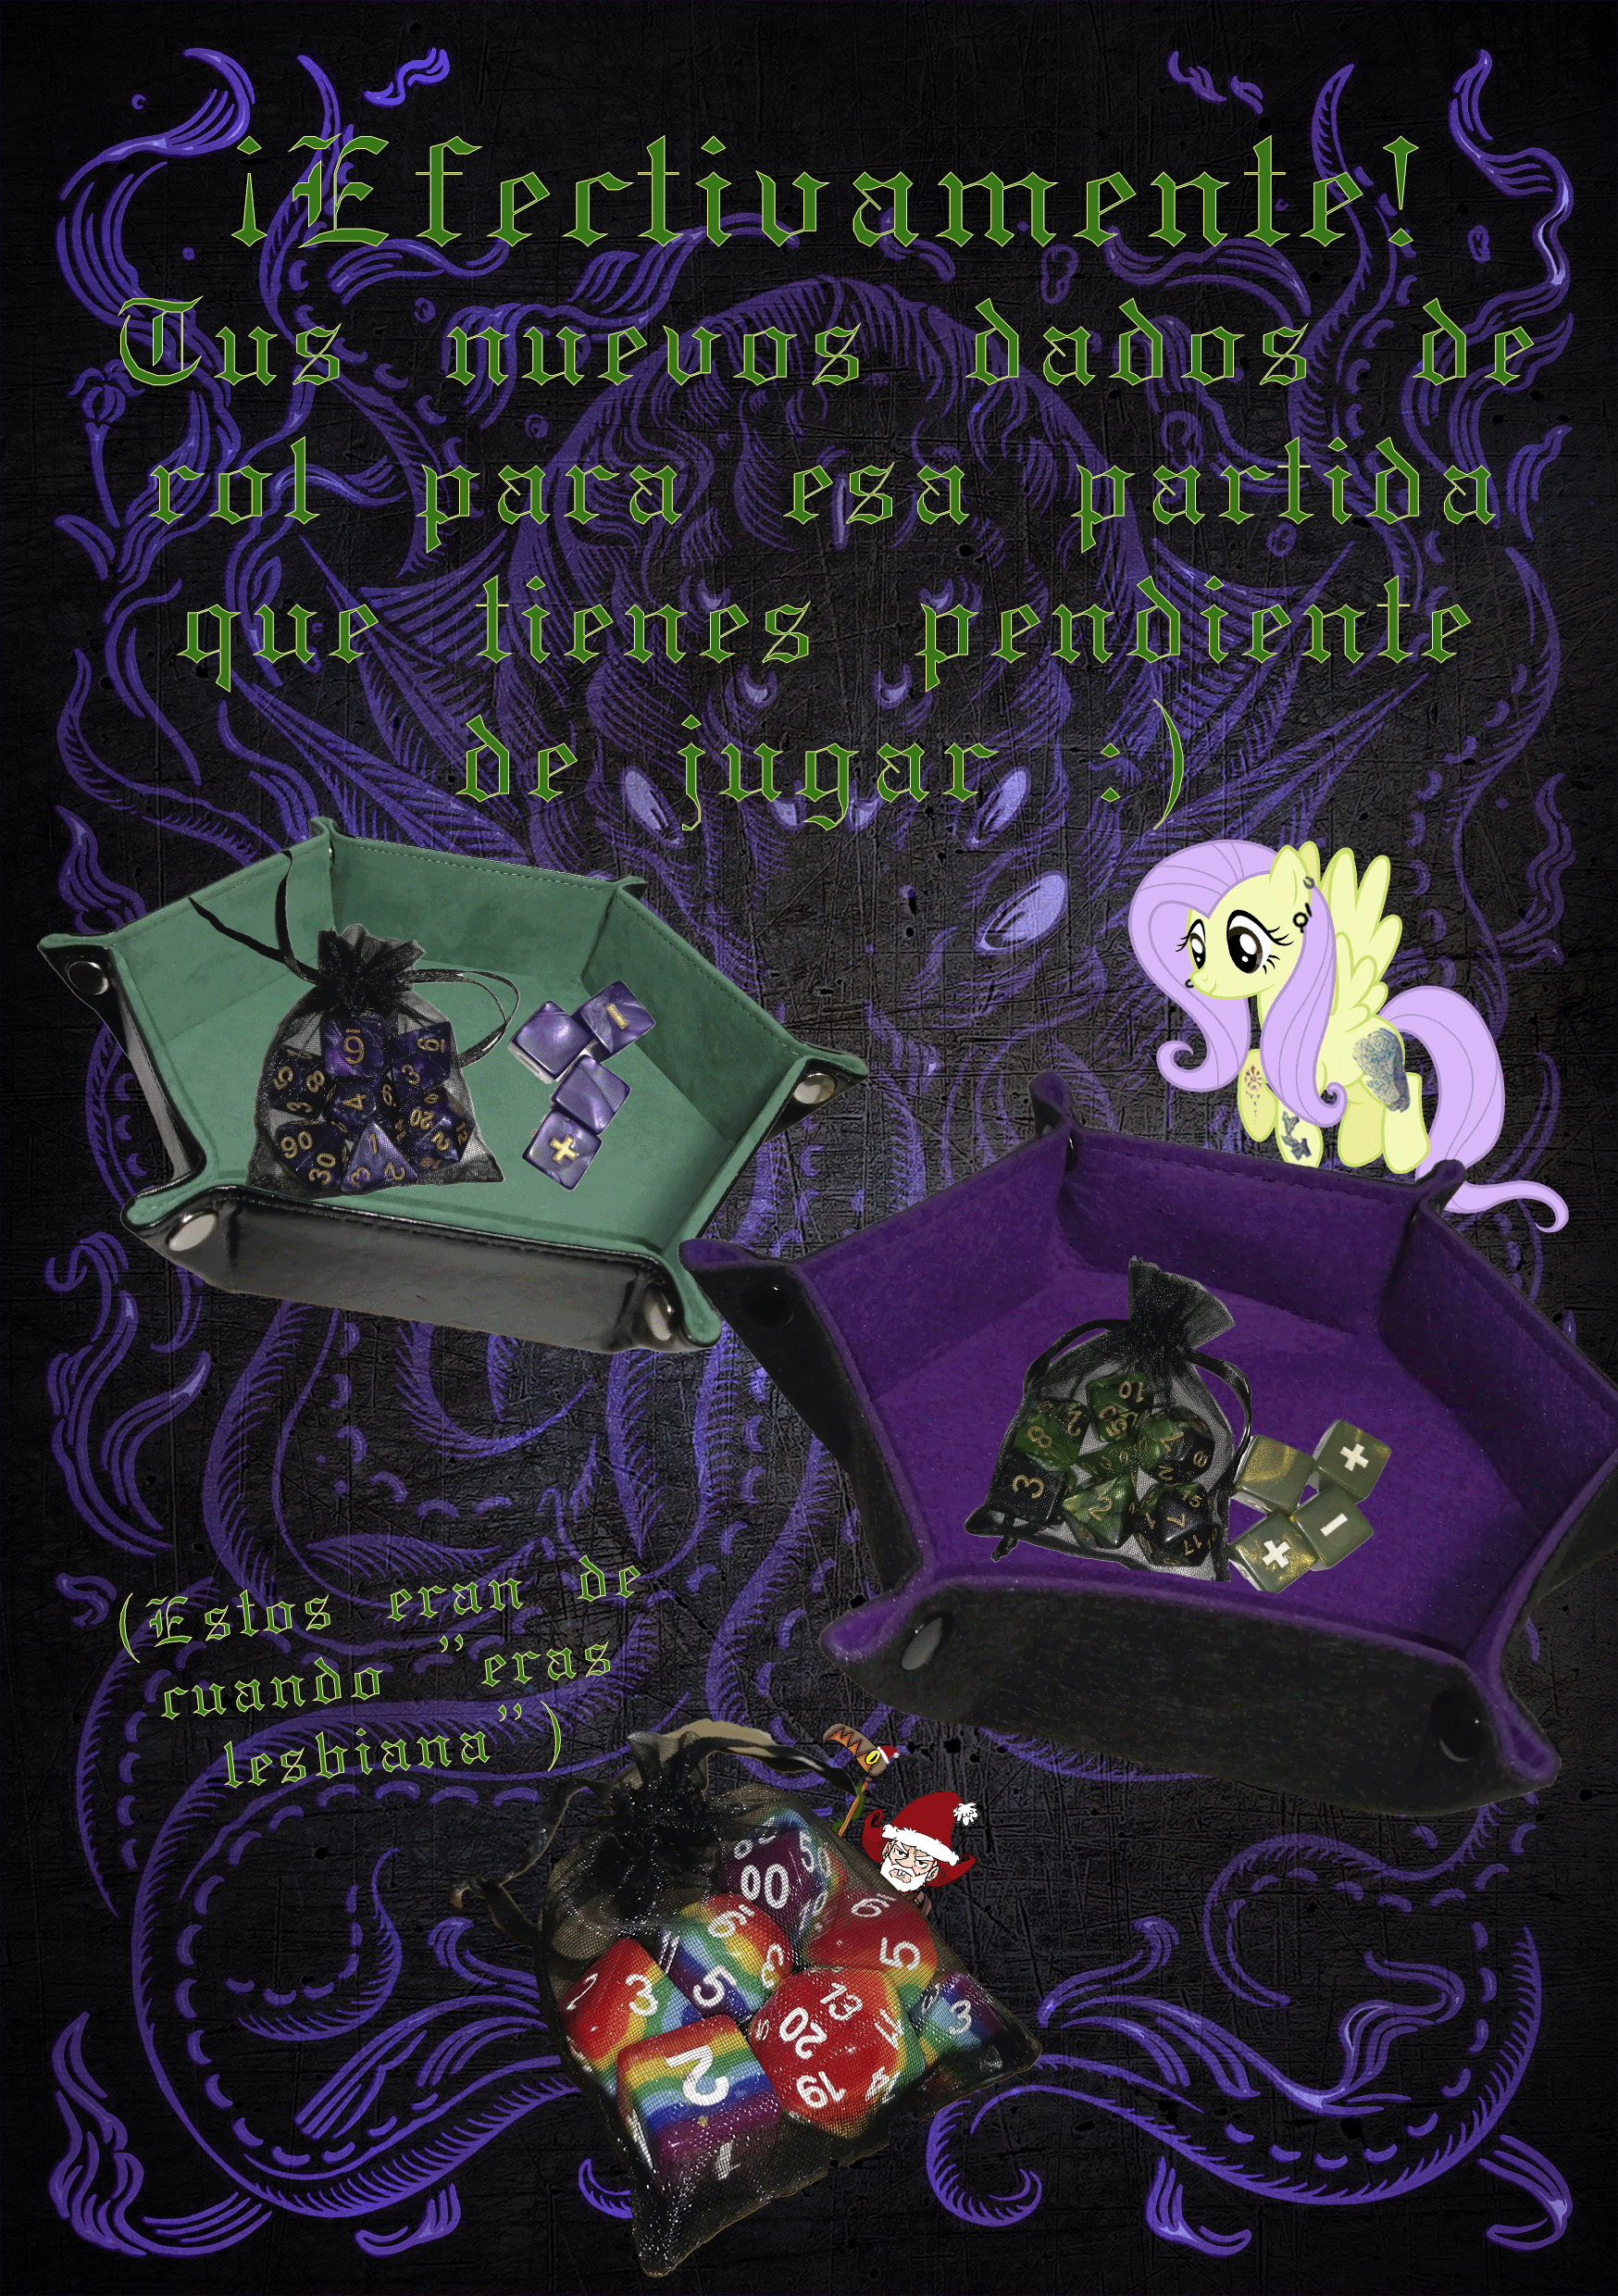 ¡Efectivamente!
Tus nuevos dados de
rol para esa partida
que tienes pendiente
de jugar :)
(Estos eran de
cuando "eras
lesbiana")